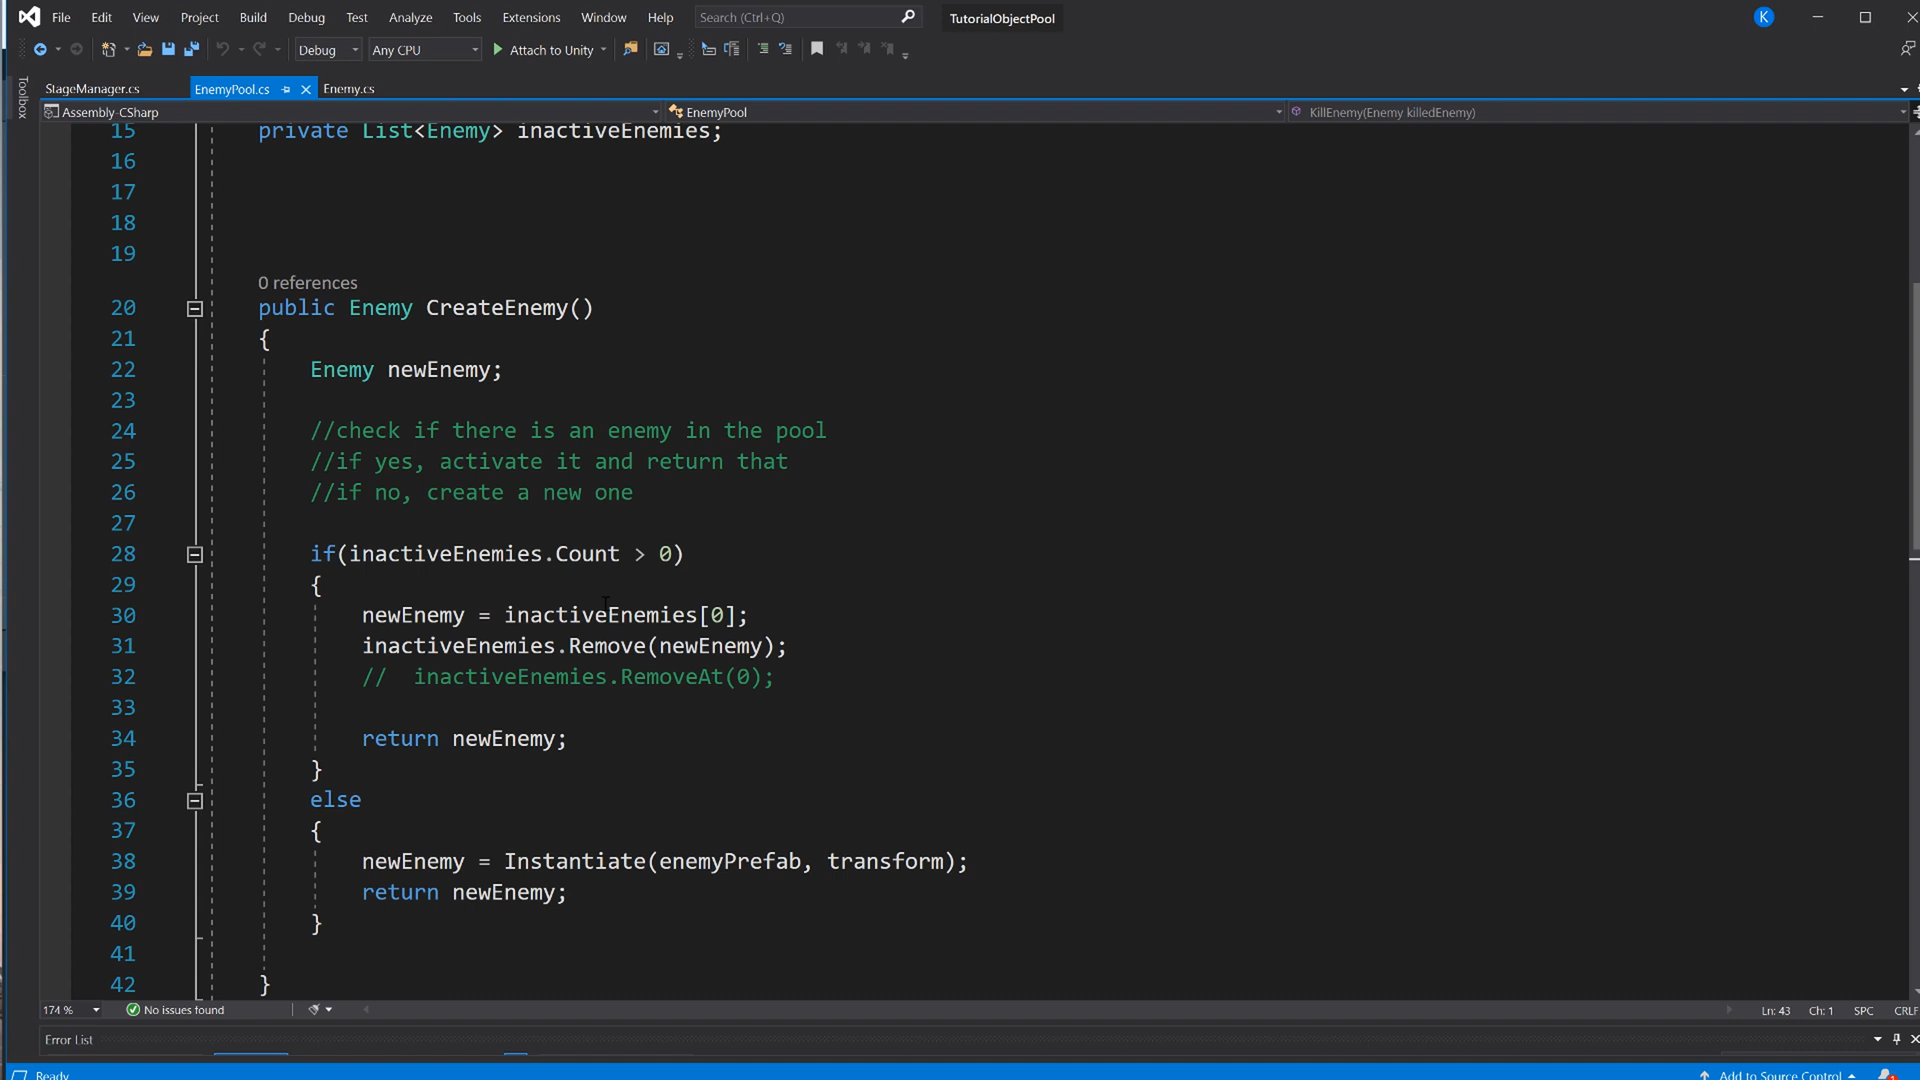 File Edit View Project Build Debug Test Analyze Tools Extensions Window Help Search (Ctrl+Q) TutorialObjectPool K
Debug Any CPU Attach to Unity
Toolbox
StageManager.cs EnemyPool.cs Enemy.cs
Assembly-CSharp EnemyPool KillEnemy(Enemy killedEnemy)
15 private List<Enemy> inactiveEnemies;
16
17
18
19
0 references
20 public Enemy CreateEnemy()
21 {
22 Enemy newEnemy;
23
24 //check if there is an enemy in the pool
25 //if yes, activate it and return that
26 //if no, create a new one
27
28 if(inactiveEnemies.Count > 0)
29 {
30 newEnemy = inactiveEnemies[0];
31 inactiveEnemies.Remove(newEnemy);
32 //  inactiveEnemies.RemoveAt(0);
33
34 return newEnemy;
35 }
36 else
37 {
38 newEnemy = Instantiate(enemyPrefab, transform);
39 return newEnemy;
40 }
41
42 }
174 % No issues found Ln: 43 Ch: 1 SPC CRLF
Error List
Ready Add to Source Control